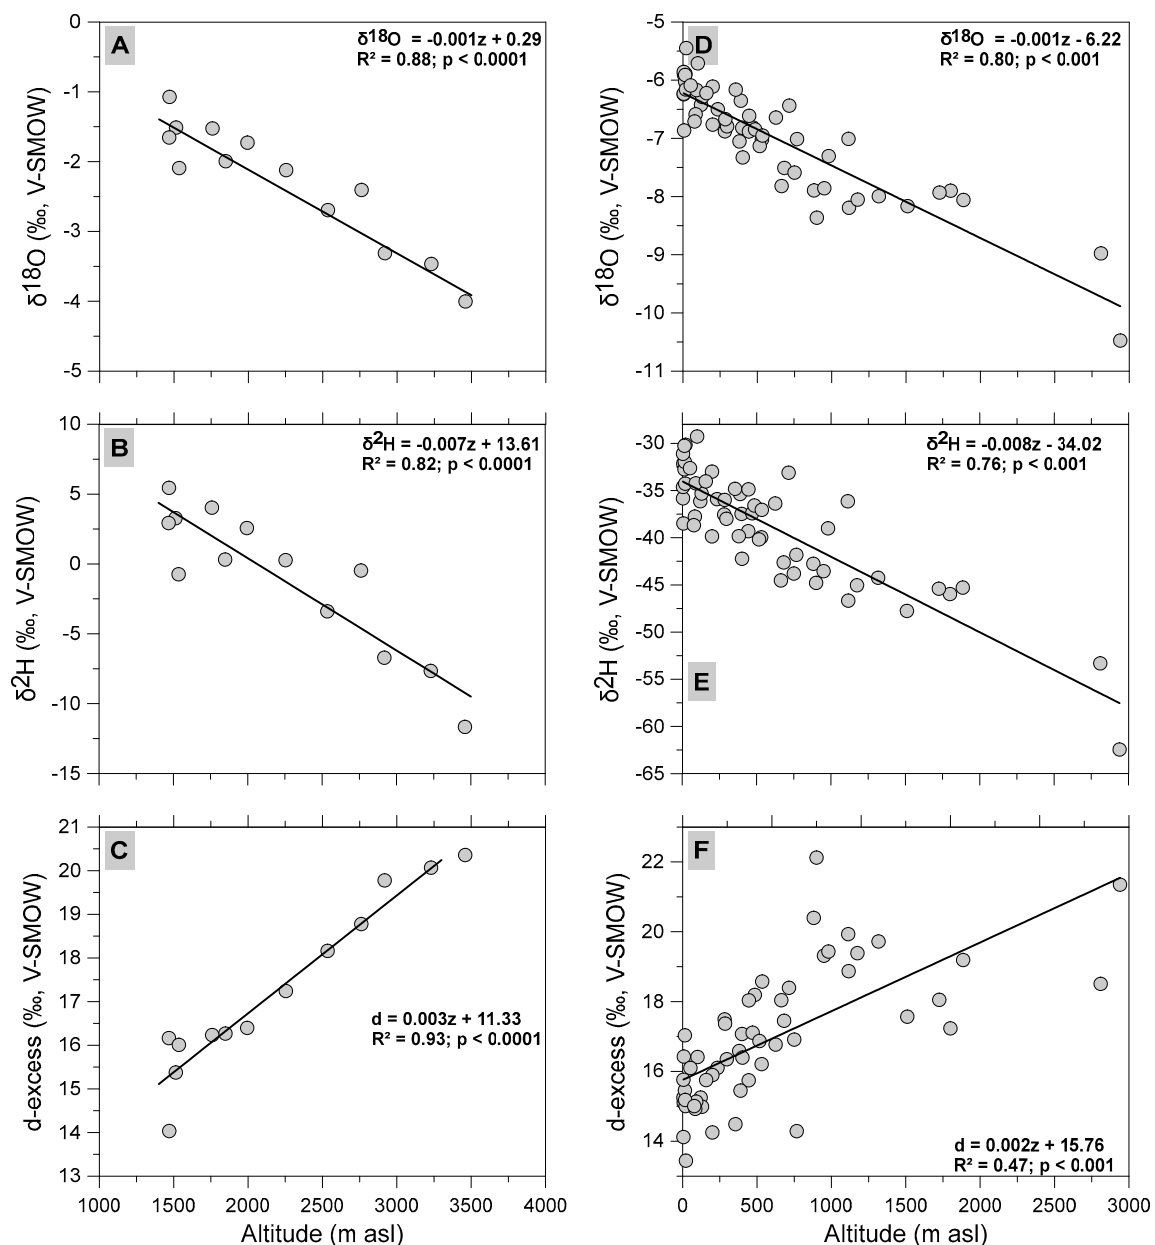 A
δ18O = -0.001z + 0.29
R² = 0.88; p < 0.0001
0
-1
-2
-3
-4
-5
δ18O (‰, V-SMOW)
D
δ18O = -0.001z - 6.22
R² = 0.80; p < 0.001
-5
-6
-7
-8
-9
-10
-11
δ18O (‰, V-SMOW)
B
δ2H = -0.007z + 13.61
R² = 0.82; p < 0.0001
10
5
0
-5
-10
-15
δ2H (‰, V-SMOW)
E
δ2H = -0.008z - 34.02
R² = 0.76; p < 0.001
-30
-35
-40
-45
-50
-55
-60
-65
δ2H (‰, V-SMOW)
C
d = 0.003z + 11.33
R² = 0.93; p < 0.0001
21
20
19
18
17
16
15
14
13
d-excess (‰, V-SMOW)
1000 1500 2000 2500 3000 3500 4000
Altitude (m asl)
F
d = 0.002z + 15.76
R² = 0.47; p < 0.001
22
20
18
16
14
d-excess (‰, V-SMOW)
0 500 1000 1500 2000 2500 3000
Altitude (m asl)